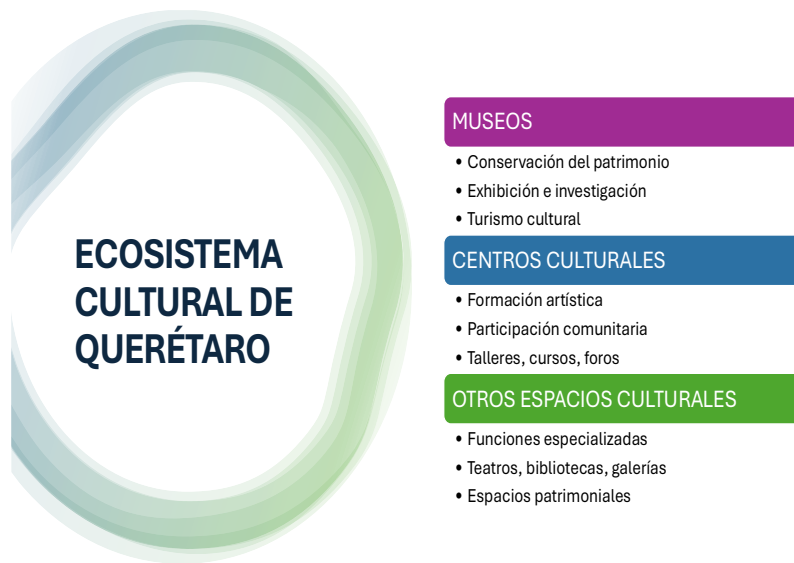 ECOSISTEMA
CULTURAL DE
QUERÉTARO
MUSEOS
• Conservación del patrimonio
• Exhibición e investigación
• Turismo cultural
CENTROS CULTURALES
• Formación artística
• Participación comunitaria
• Talleres, cursos, foros
OTROS ESPACIOS CULTURALES
• Funciones especializadas
• Teatros, bibliotecas, galerías
• Espacios patrimoniales